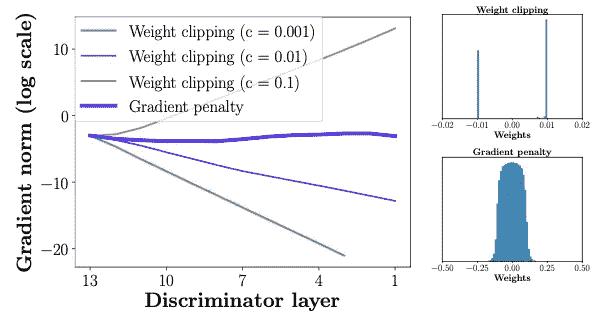 Gradient norm (log scale)
10
0
−10
−20
Weight clipping (c = 0.001)
Weight clipping (c = 0.01)
Weight clipping (c = 0.1)
Gradient penalty
13
10
7
4
1
Discriminator layer
Weight clipping
−0.02 −0.01 0.00 0.01 0.02
Weights
Gradient penalty
−0.50 −0.25 0.00 0.25 0.50
Weights